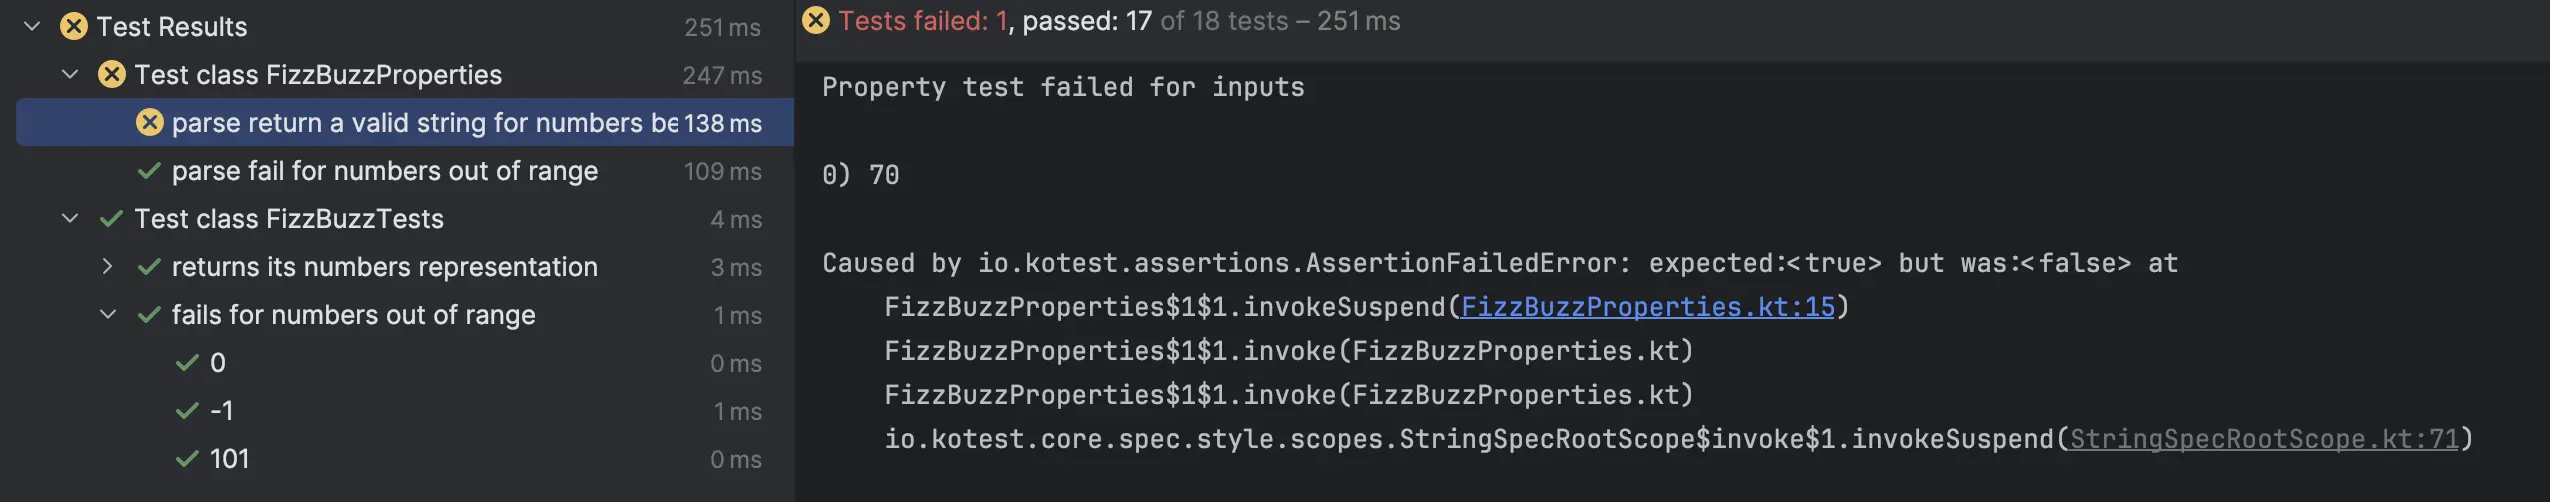 Test Results 251 ms
Test class FizzBuzzProperties 247 ms
parse return a valid string for numbers be 138 ms
parse fail for numbers out of range 109 ms
Test class FizzBuzzTests 4 ms
returns its numbers representation 3 ms
fails for numbers out of range 1 ms
0 0 ms
-1 1 ms
101 0 ms
Tests failed: 1, passed: 17 of 18 tests – 251 ms
Property test failed for inputs
0) 70
Caused by io.kotest.assertions.AssertionFailedError: expected:<true> but was:<false> at
FizzBuzzProperties$1$1.invokeSuspend(FizzBuzzProperties.kt:15)
FizzBuzzProperties$1$1.invoke(FizzBuzzProperties.kt)
FizzBuzzProperties$1$1.invoke(FizzBuzzProperties.kt)
io.kotest.core.spec.style.scopes.StringSpecRootScope$invoke$1.invokeSuspend(StringSpecRootScope.kt:71)